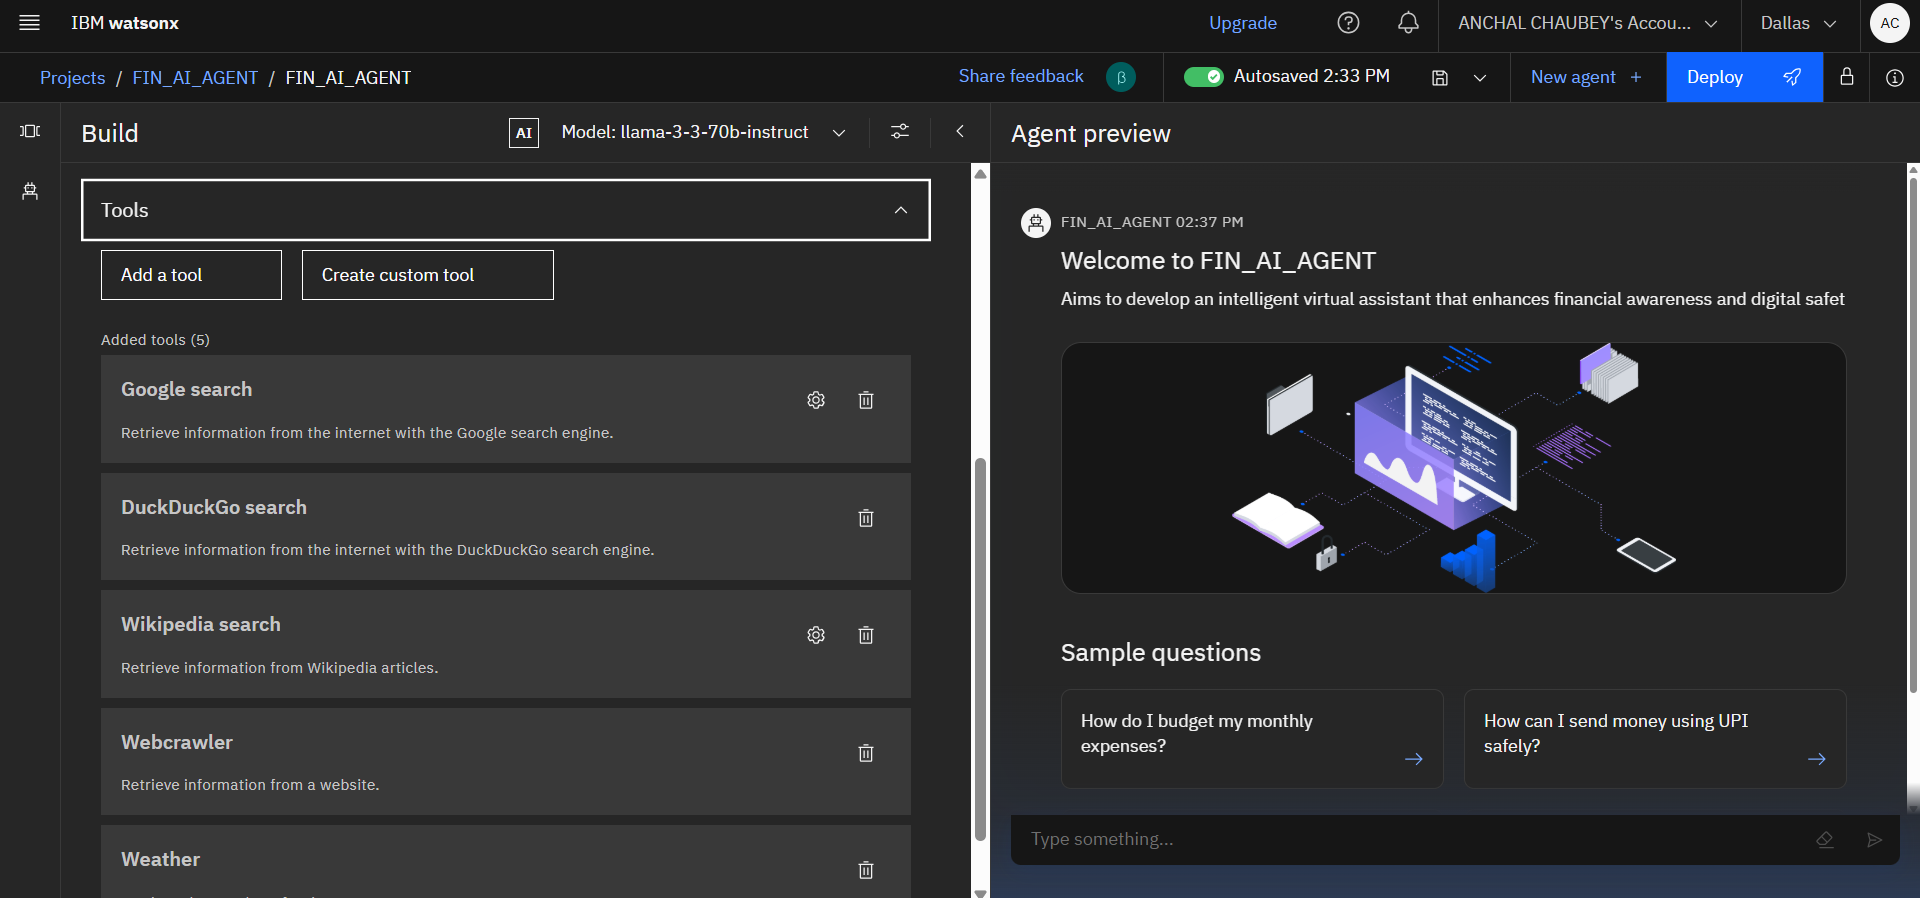 IBM watsonx
Upgrade
ANCHAL CHAUBEY's Accou...
Dallas
AC
Projects / FIN_AI_AGENT / FIN_AI_AGENT
Share feedback
β
Autosaved 2:33 PM
New agent +
Deploy
Build
AI
Model: llama-3-3-70b-instruct
Agent preview
Tools
Add a tool
Create custom tool
Added tools (5)
Google search
Retrieve information from the internet with the Google search engine.
DuckDuckGo search
Retrieve information from the internet with the DuckDuckGo search engine.
Wikipedia search
Retrieve information from Wikipedia articles.
Webcrawler
Retrieve information from a website.
Weather
FIN_AI_AGENT 02:37 PM
Welcome to FIN_AI_AGENT
Aims to develop an intelligent virtual assistant that enhances financial awareness and digital safet
Sample questions
How do I budget my monthly
expenses?
How can I send money using UPI
safely?
Type something...